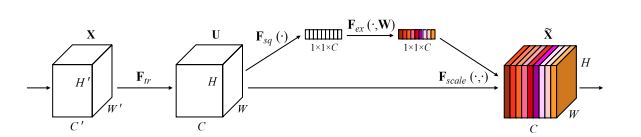 X
H′
W′
C′
F_tr
U
H
W
C
F_sq (·)
1×1×C
F_ex (·,W)
1×1×C
F_scale (·,·)
X̃
H
W
C